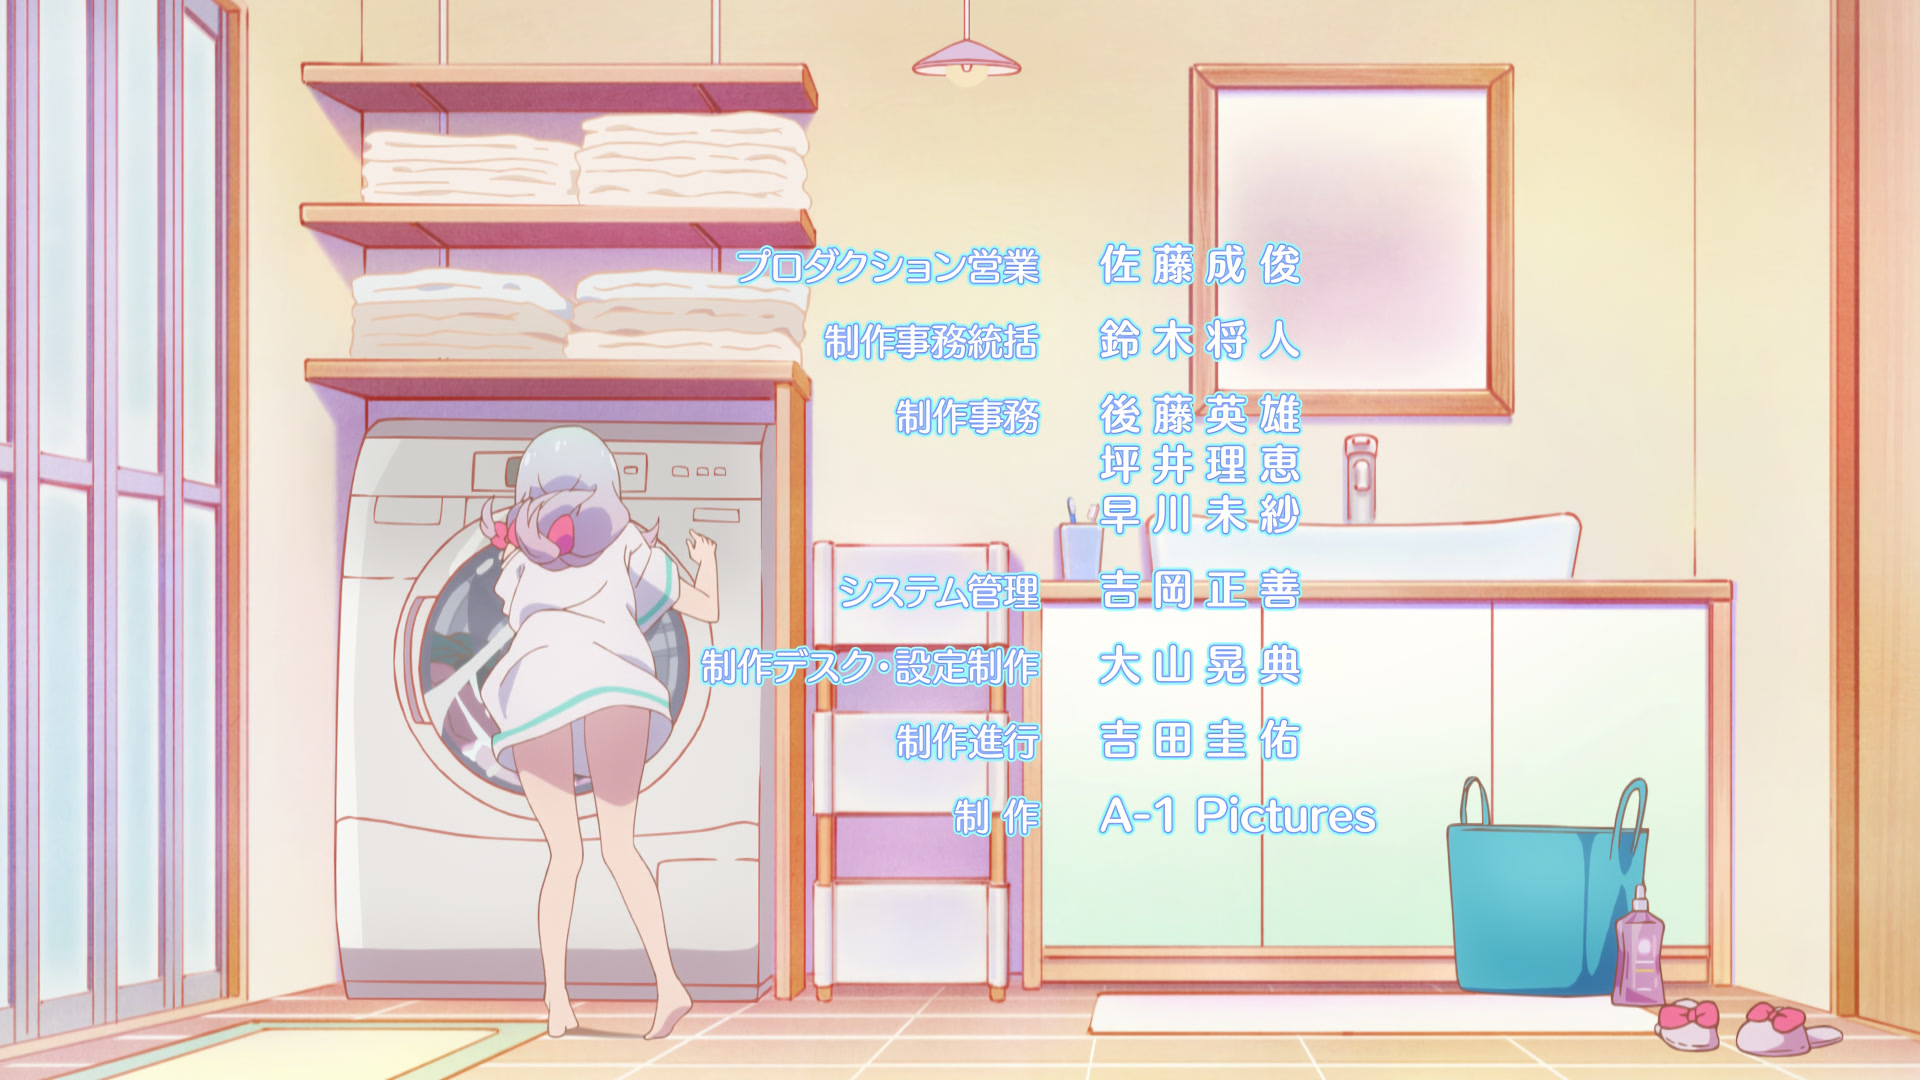 プロダクション営業 佐藤成俊
制作事務統括 鈴木将人
制作事務 後藤英雄
坪井理恵
早川未紗
システム管理 吉岡正善
制作デスク・設定制作 大山晃典
制作進行 吉田圭佑
制作 A-1 Pictures